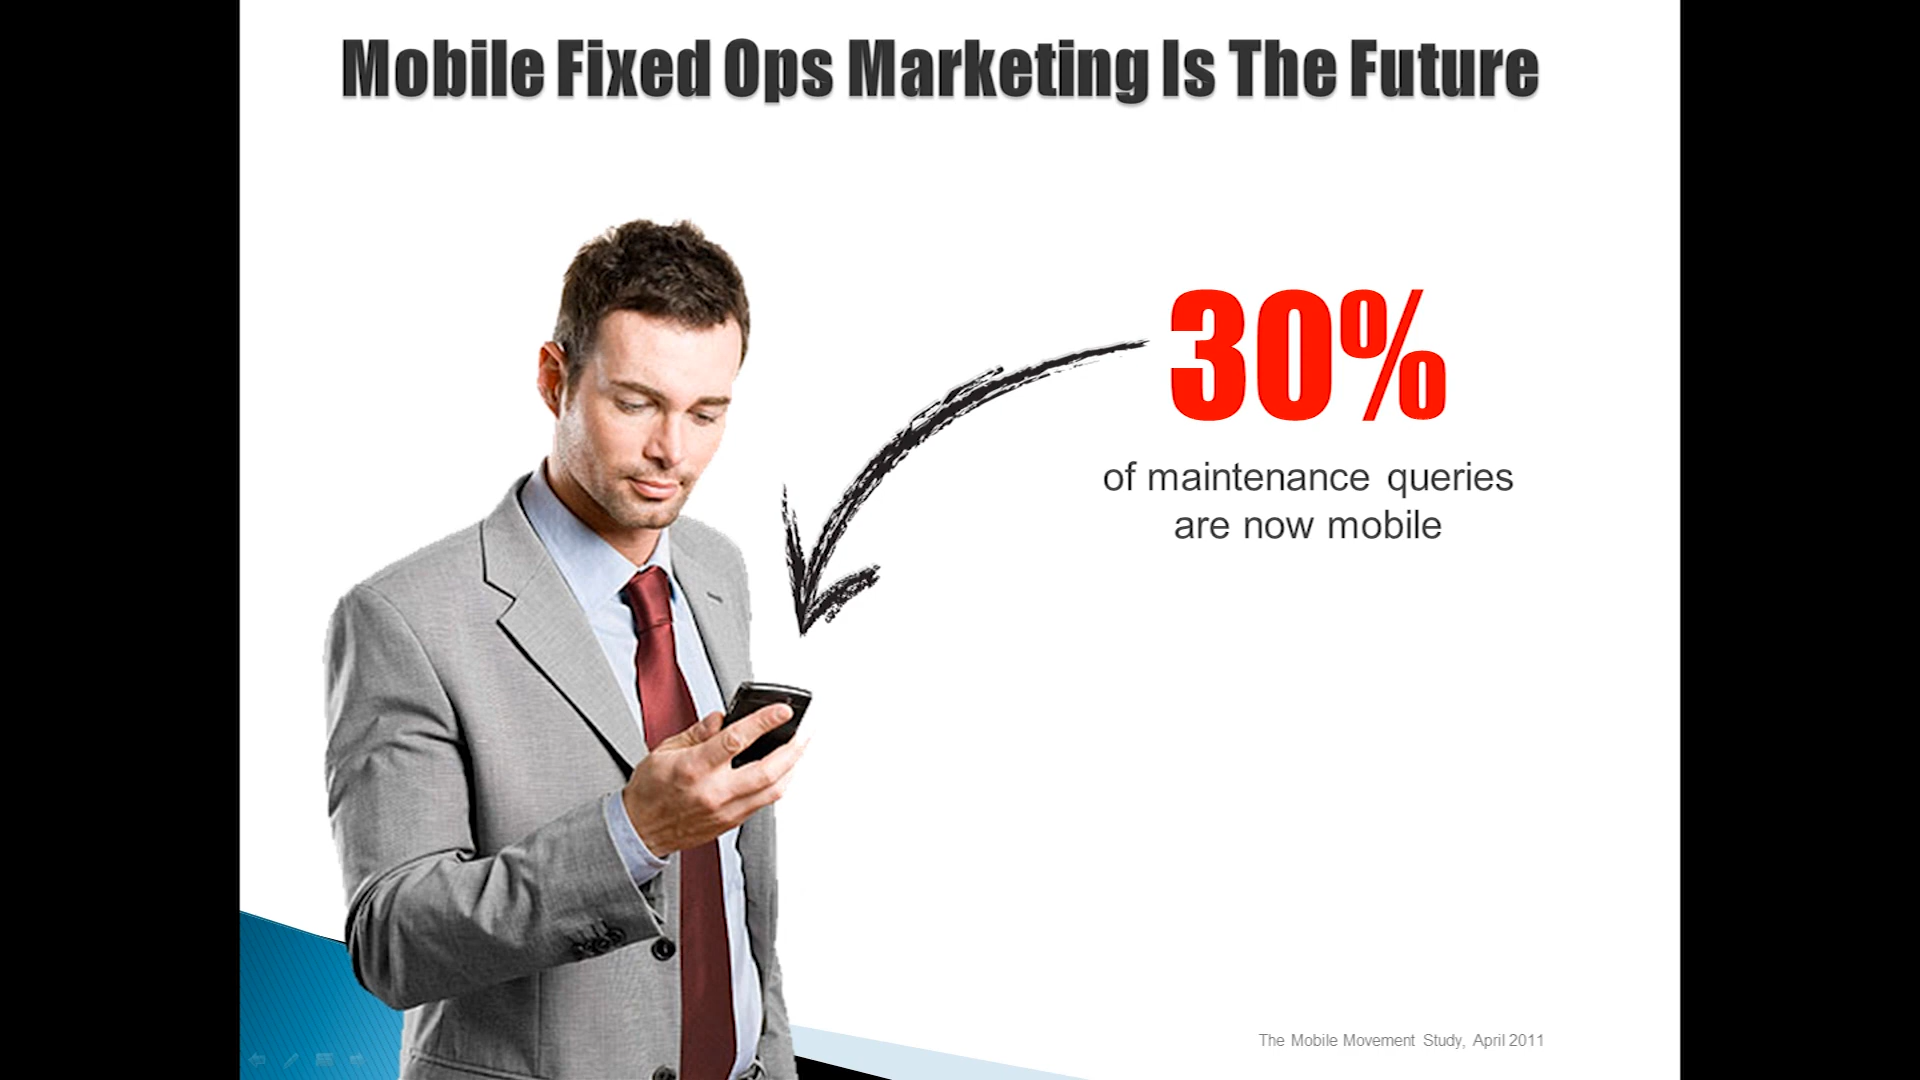 Mobile Fixed Ops Marketing Is The Future
30%
of maintenance queries
are now mobile
The Mobile Movement Study, April 2011